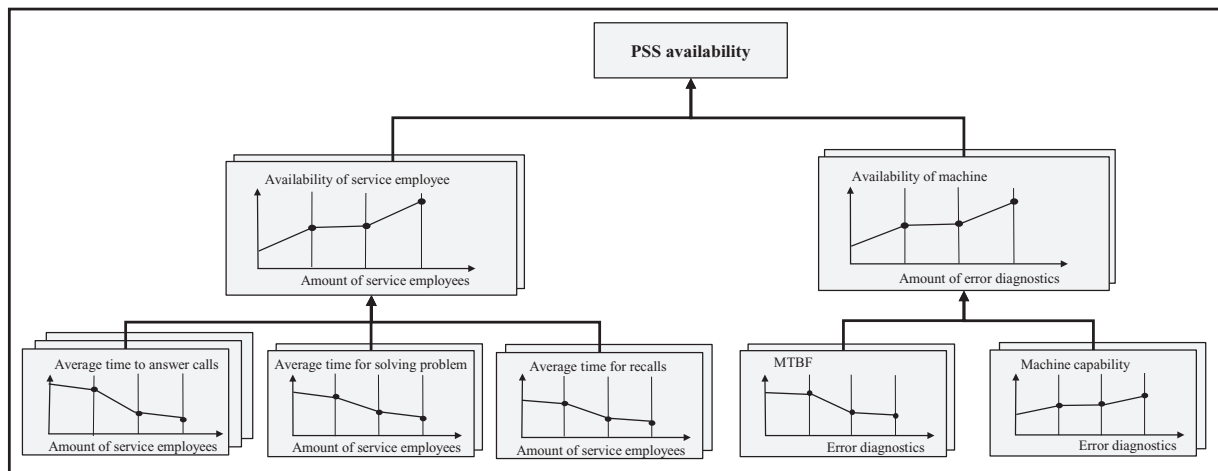 PSS availability
Availability of service employee
Amount of service employees
Availability of machine
Amount of error diagnostics
Average time to answer calls
Amount of service employees
Average time for solving problem
Amount of service employees
Average time for recalls
Amount of service employees
MTBF
Error diagnostics
Machine capability
Error diagnostics